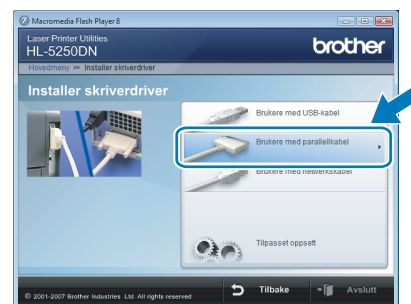 Macromedia Flash Player 8
Laser Printer Utilities
HL-5250DN
brother
Hovedmeny >> Installer skriverdriver
Installer skriverdriver
Brukere med USB-kabel
Brukere med parallellkabel
Brukere med nettverkskabel
Tilpasset oppsett
© 2001-2007 Brother Industries Ltd. All rights reserved
Tilbake
Avslutt